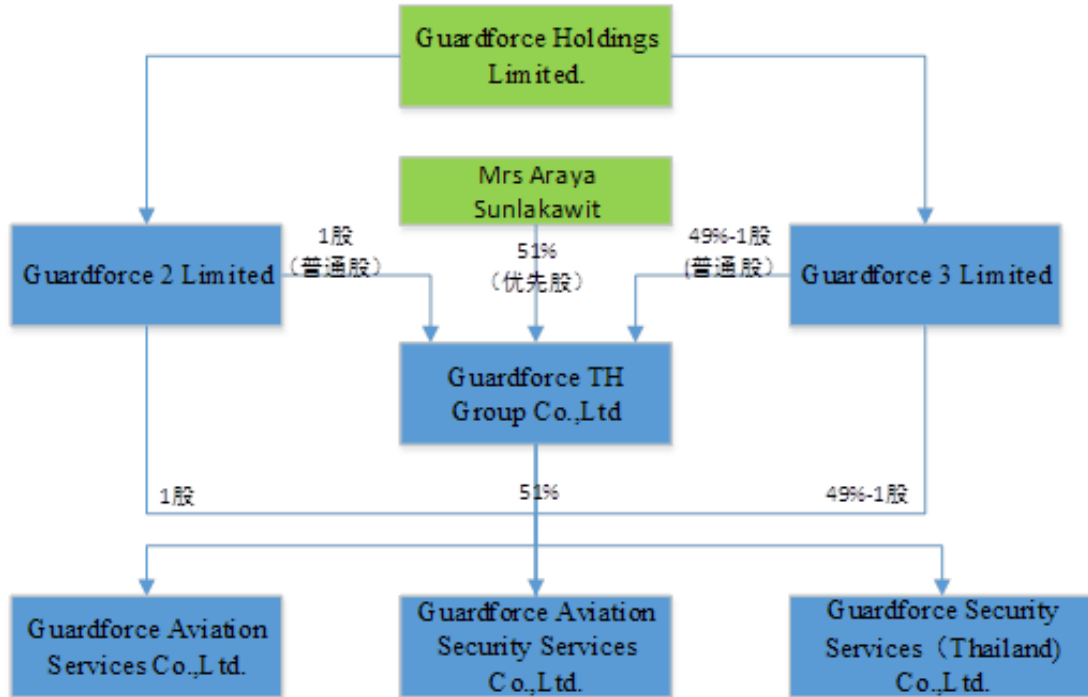 Guardforce Holdings
Limited.
Mrs Araya
Sunlakawit
Guardforce 2 Limited
1股
（普通股）
51%
（优先股）
49%-1股
(普通股）
Guardforce 3 Limited
Guardforce TH
Group Co.,Ltd
1股
51%
49%-1股
Guardforce Aviation
Services Co.,Ltd.
Guardforce Aviation
Security Services
Co.,Ltd.
Guardforce Security
Services（Thailand)
Co.,Ltd.